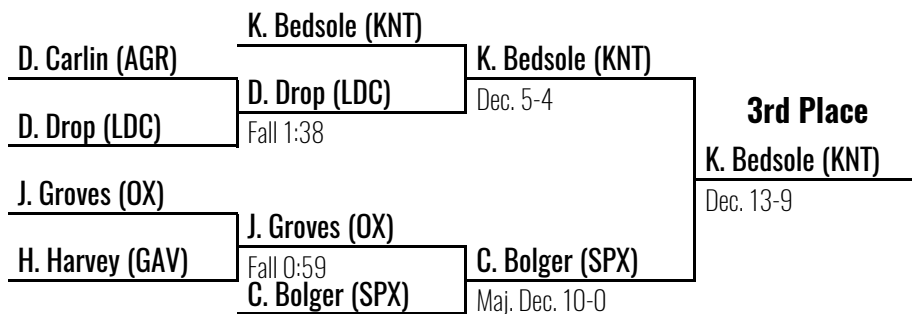 K. Bedsole (KNT)
D. Carlin (AGR)
K. Bedsole (KNT)
D. Drop (LDC)
Dec. 5-4
3rd Place
D. Drop (LDC)
Fall 1:38
K. Bedsole (KNT)
J. Groves (OX)
Dec. 13-9
J. Groves (OX)
H. Harvey (GAV)
Fall 0:59
C. Bolger (SPX)
C. Bolger (SPX)
Maj. Dec. 10-0